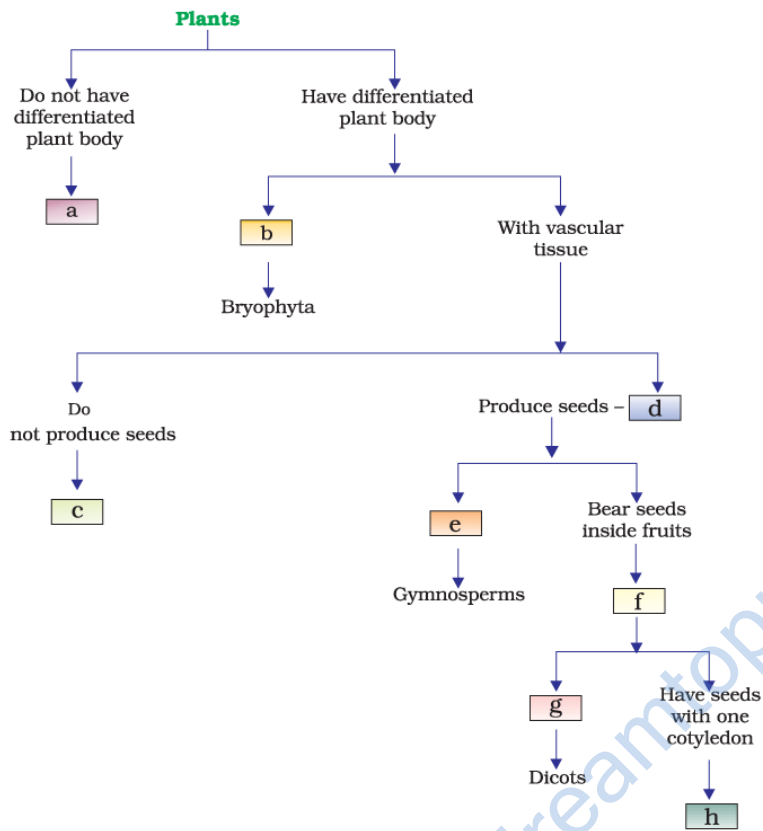 Plants
Do not have
differentiated
plant body
Have differentiated
plant body
a
b
With vascular
tissue
Bryophyta
Do
not produce seeds
Produce seeds – d
c
e
Bear seeds
inside fruits
Gymnosperms
f
g
Have seeds
with one
cotyledon
Dicots
h